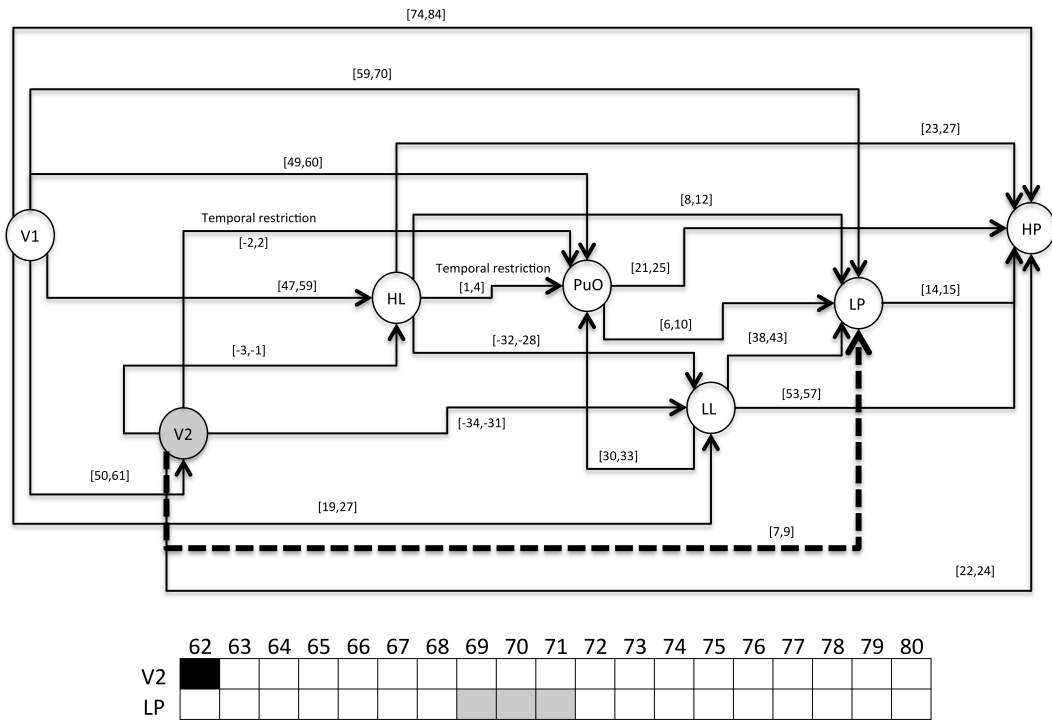 [74,84]
[59,70]
[23,27]
[49,60]
[8,12]
Temporal restriction
[-2,2]
V1
HP
Temporal restriction
[21,25]
[1,4]
PuO
[47,59]
HL
LP
[14,15]
[6,10]
[-32,-28]
[38,43]
[-3,-1]
[53,57]
LL
[-34,-31]
V2
[30,33]
[50,61]
[19,27]
[7,9]
[22,24]
62 63 64 65 66 67 68 69 70 71 72 73 74 75 76 77 78 79 80
V2
LP